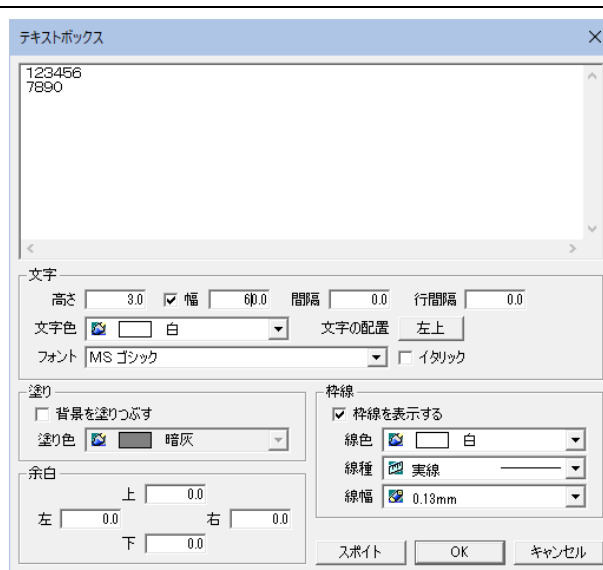 テキストボックス ×
123456
7890
文字
高さ 3.0 幅 60.0 間隔 0.0 行間隔 0.0
文字色 白 文字の配置 左上
フォント MS ゴシック イタリック
塗り
背景を塗りつぶす
塗り色 暗灰
枠線
枠線を表示する
線色 白
線種 実線
線幅 0.13mm
余白
上 0.0
左 0.0 右 0.0
下 0.0
スポイト OK キャンセル